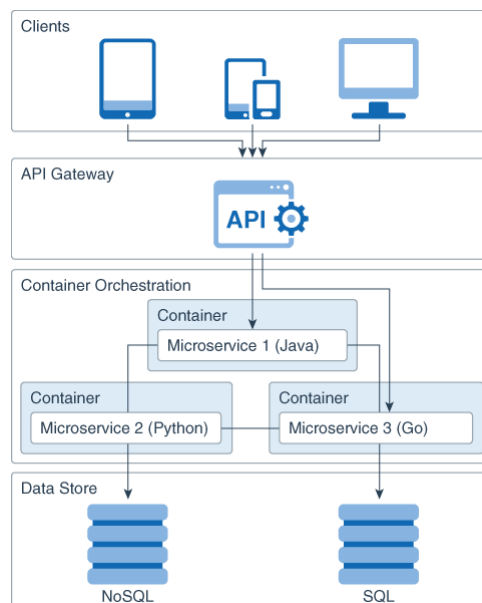 Clients
API Gateway
API
Container Orchestration
Container
Microservice 1 (Java)
Container
Microservice 2 (Python)
Container
Microservice 3 (Go)
Data Store
NoSQL
SQL